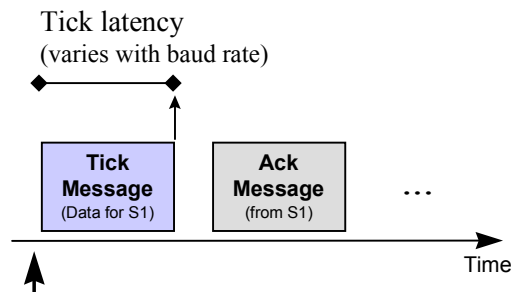 Tick latency
(varies with baud rate)
Tick
Message
(Data for S1)
Ack
Message
(from S1)
...
Time